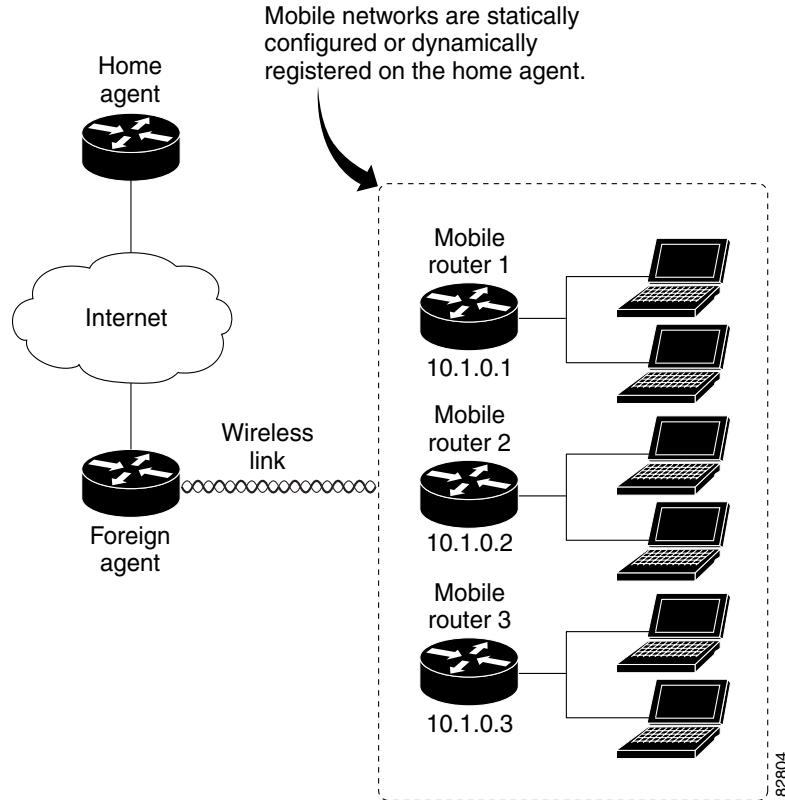 Mobile networks are statically
configured or dynamically
registered on the home agent.
Home
agent
Internet
Wireless
link
Foreign
agent
Mobile
router 1
10.1.0.1
Mobile
router 2
10.1.0.2
Mobile
router 3
10.1.0.3
82804